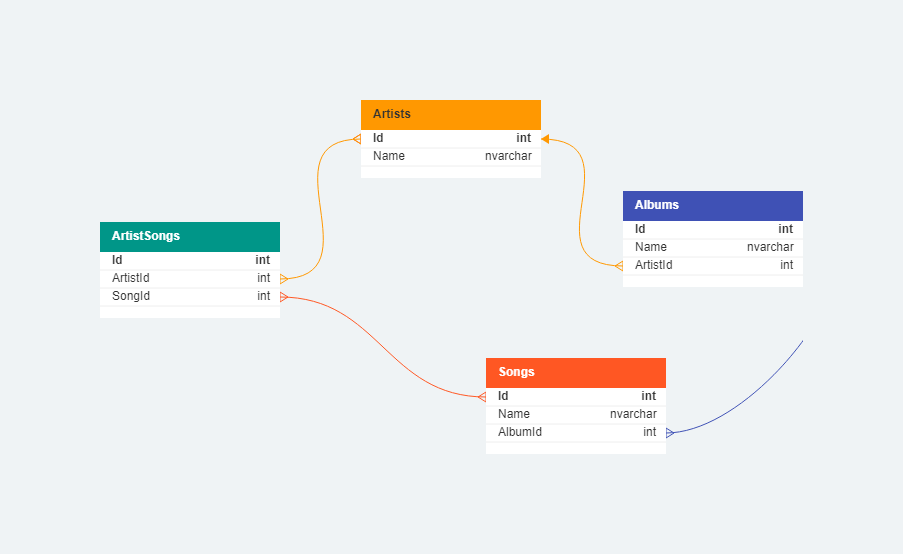 Artists
Id int
Name nvarchar
Albums
Id int
Name nvarchar
ArtistId int
ArtistSongs
Id int
ArtistId int
SongId int
Songs
Id int
Name nvarchar
AlbumId int